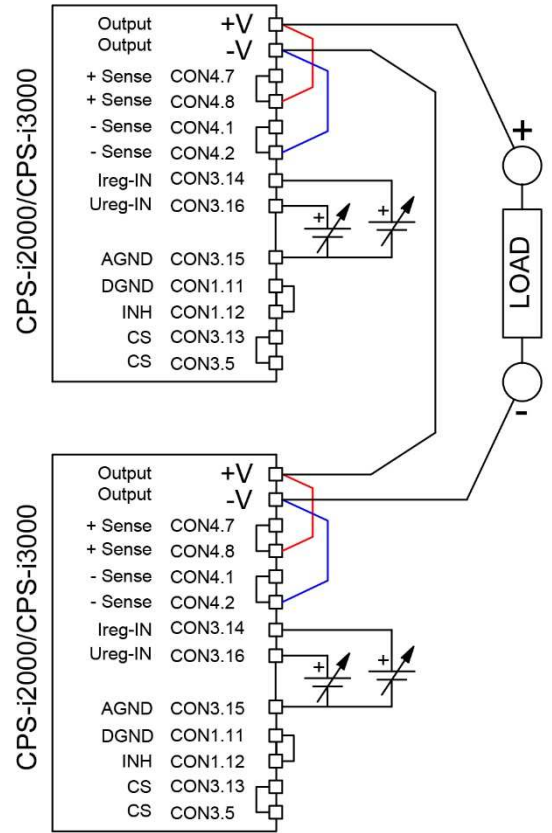 CPS-i2000/CPS-i3000
Output +V
Output -V
+ Sense CON4.7
+ Sense CON4.8
- Sense CON4.1
- Sense CON4.2
Ireg-IN CON3.14
Ureg-IN CON3.16
+ +
AGND CON3.15
DGND CON1.11
INH CON1.12
CS CON3.13
CS CON3.5
+
LOAD
-
CPS-i2000/CPS-i3000
Output +V
Output -V
+ Sense CON4.7
+ Sense CON4.8
- Sense CON4.1
- Sense CON4.2
Ireg-IN CON3.14
Ureg-IN CON3.16
+ +
AGND CON3.15
DGND CON1.11
INH CON1.12
CS CON3.13
CS CON3.5